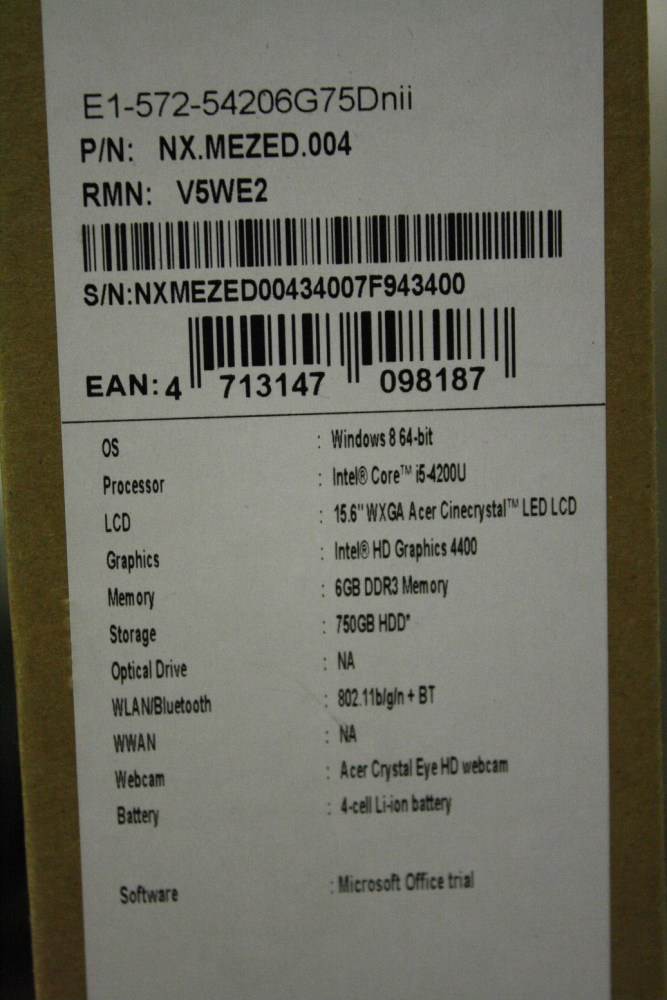 E1-572-54206G75Dnii
P/N: NX.MEZED.004
RMN: V5WE2
S/N:NXMEZED00434007F943400
EAN: 4 713147 098187
OS : Windows 8 64-bit
Processor : Intel® Core™ i5-4200U
LCD : 15.6" WXGA Acer Cinecrystal™ LED LCD
Graphics : Intel® HD Graphics 4400
Memory : 6GB DDR3 Memory
Storage : 750GB HDD*
Optical Drive : NA
WLAN/Bluetooth : 802.11b/g/n + BT
WWAN : NA
Webcam : Acer Crystal Eye HD webcam
Battery : 4-cell Li-ion battery
Software : Microsoft Office trial